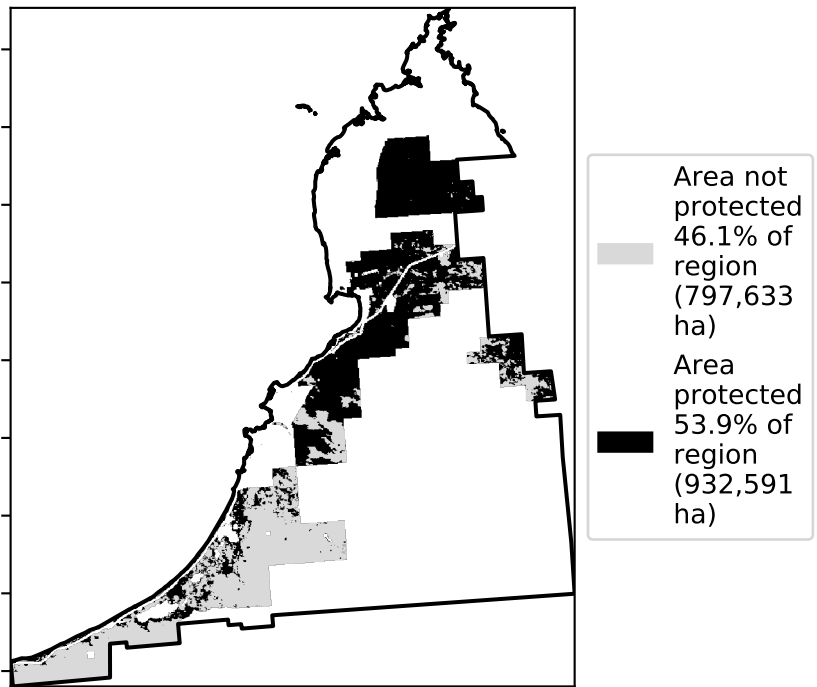 Area not
protected
46.1% of
region
(797,633
ha)
Area
protected
53.9% of
region
(932,591
ha)